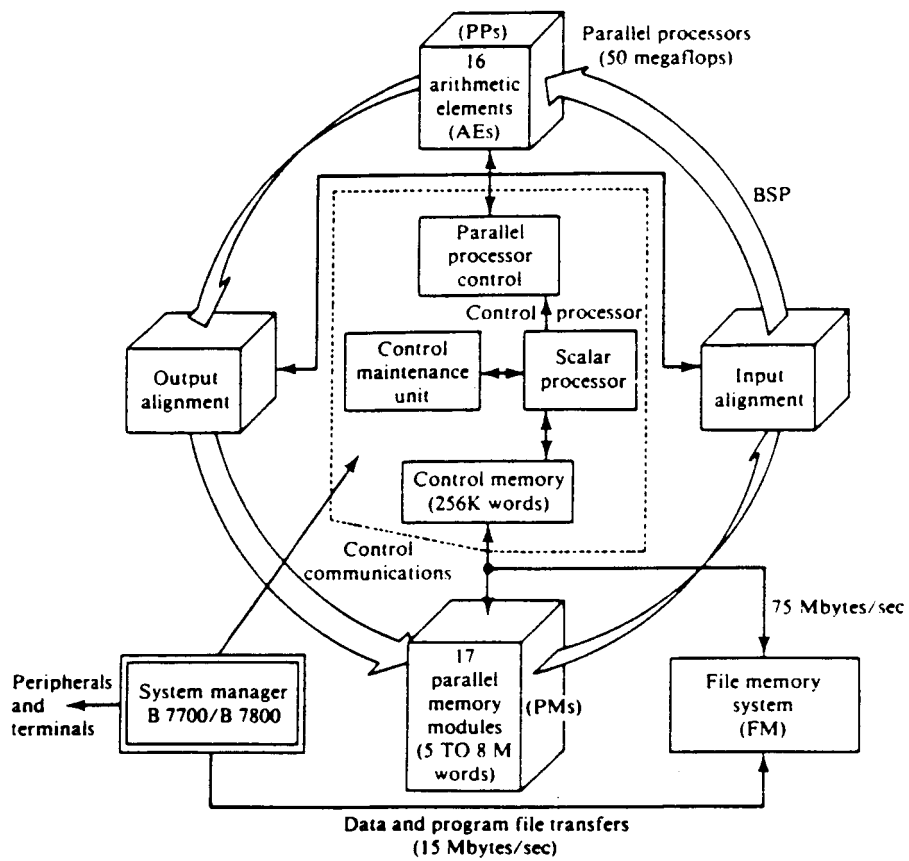 (PPs)
16
arithmetic
elements
(AEs)
Parallel processors
(50 megaflops)
BSP
Parallel
processor
control
Control processor
Control
maintenance
unit
Scalar
processor
Output
alignment
Input
alignment
Control memory
(256K words)
Control
communications
75 Mbytes/sec
17
parallel
memory
modules
(5 TO 8 M
words)
(PMs)
File memory
system
(FM)
Peripherals
and
terminals
System manager
B 7700/B 7800
Data and program file transfers
(15 Mbytes/sec)